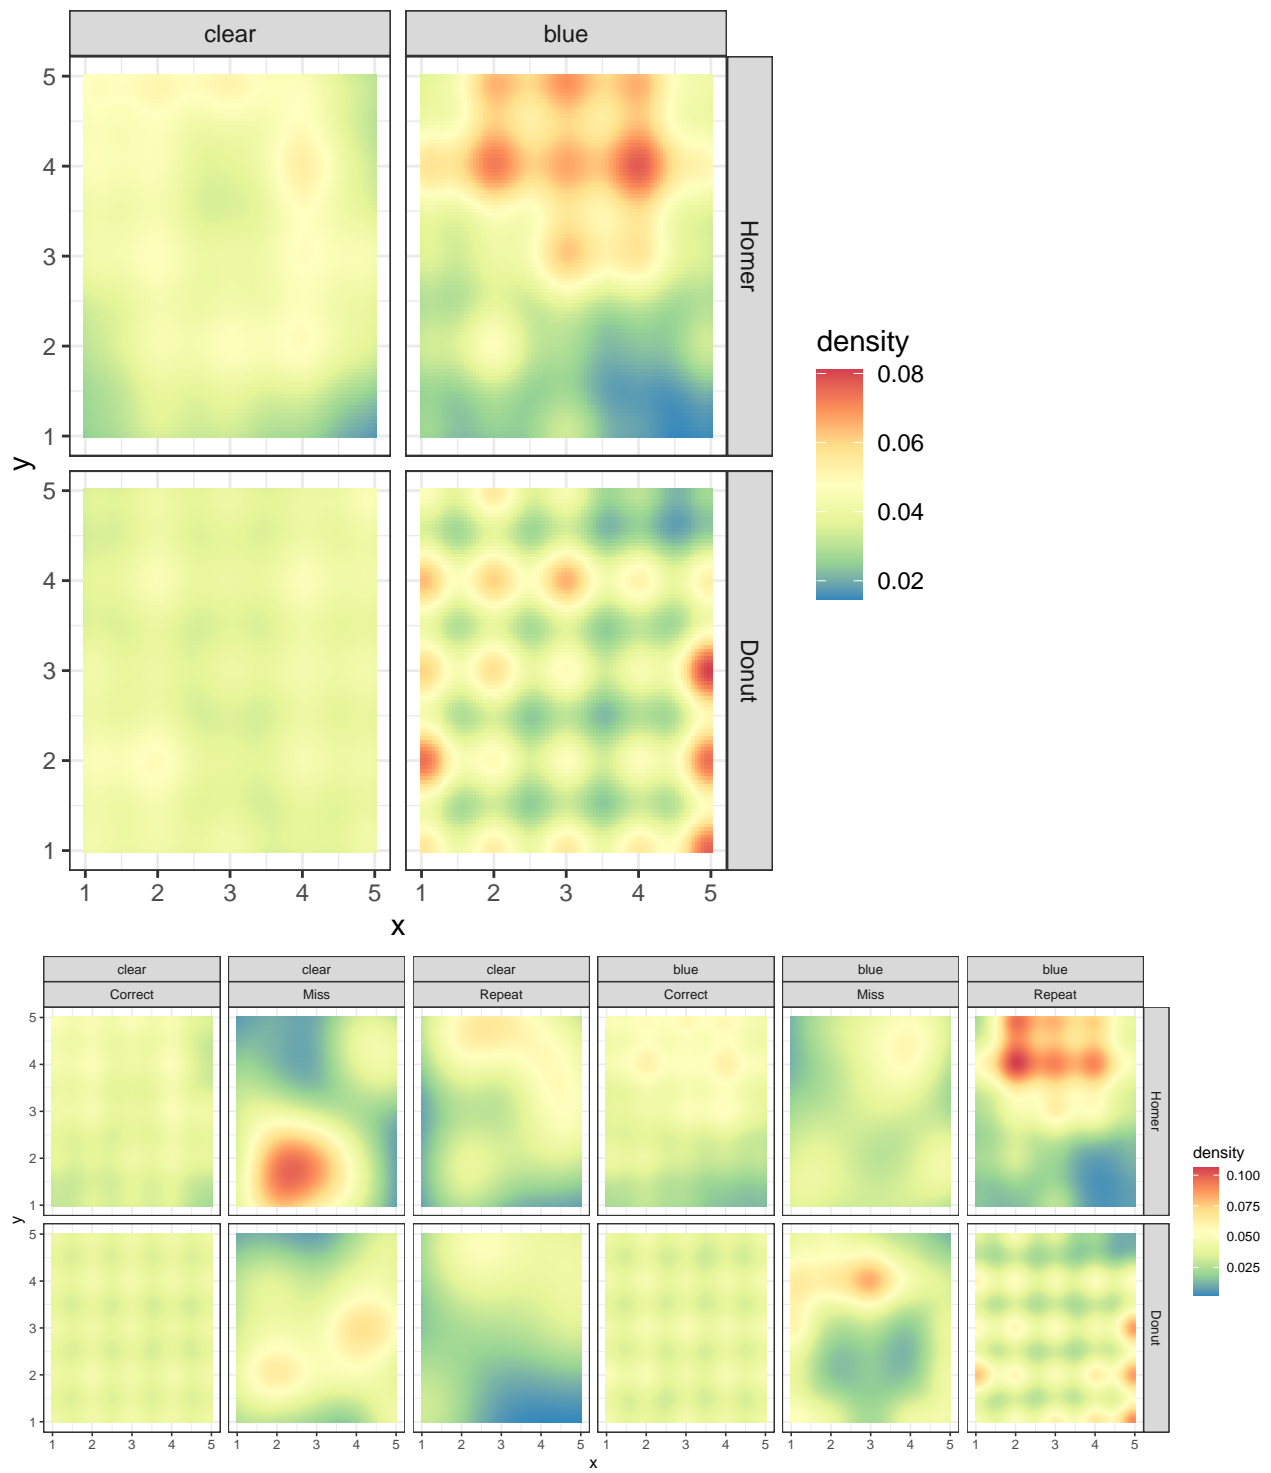 clear blue
5
4
3
2
1
Homer
y
5
4
3
2
1
Donut
1 2 3 4 5 1 2 3 4 5
x
density
0.08
0.06
0.04
0.02
clear clear clear blue blue blue
Correct Miss Repeat Correct Miss Repeat
5
4
3
2
1
Homer
y
5
4
3
2
1
Donut
1 2 3 4 5 1 2 3 4 5 1 2 3 4 5 1 2 3 4 5 1 2 3 4 5 1 2 3 4 5
x
density
0.100
0.075
0.050
0.025